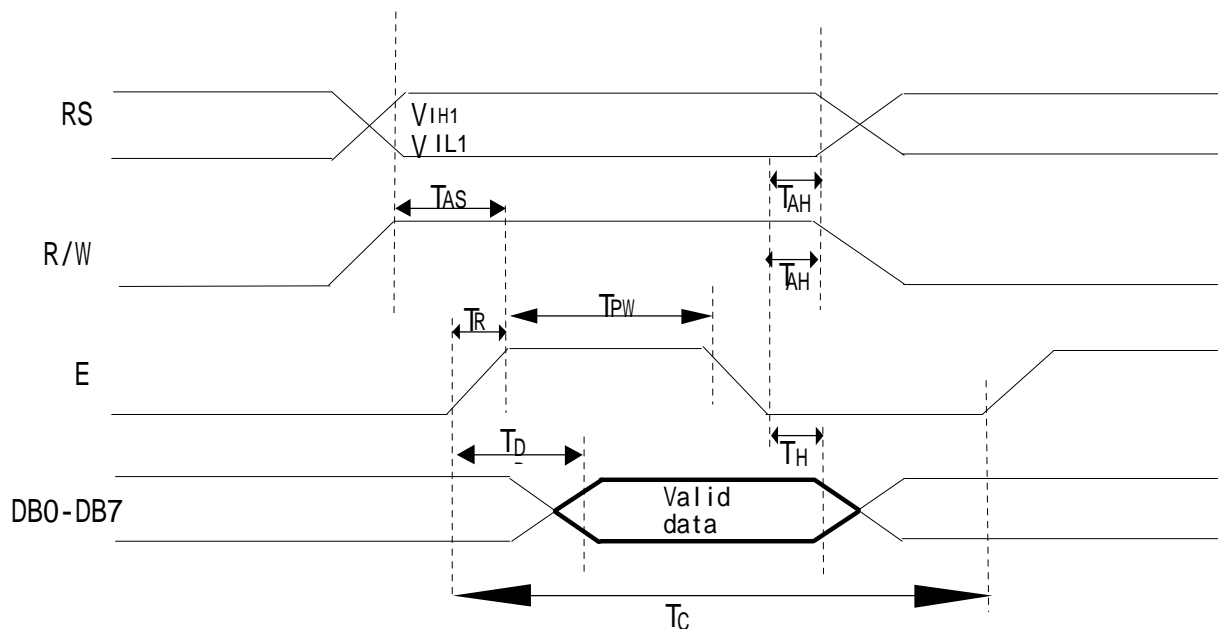 RS
VIH1
VIL1
TAS
TAH
R/W
TAH
TPW
TR
E
TD
TH
DB0-DB7
Valid
data
TC